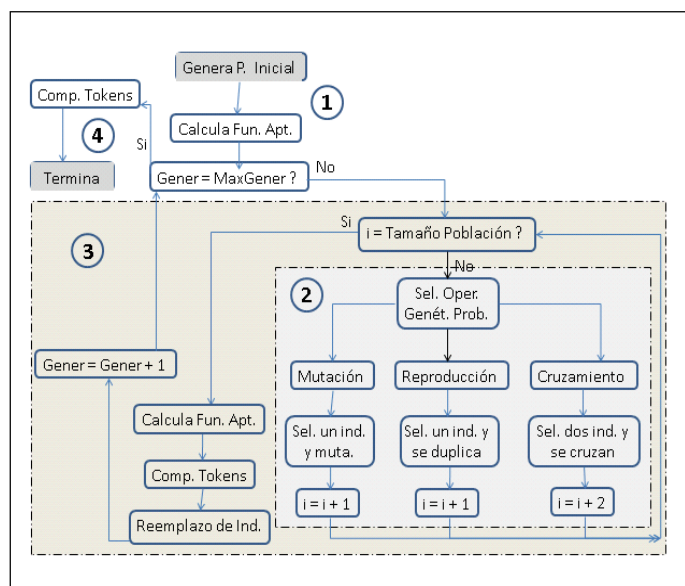 Genera P. Inicial
1
Comp. Tokens
Calcula Fun. Apt.
4
Si
Termina
Gener = MaxGener ?
No
3
Si
i = Tamaño Población ?
No
2
Sel. Oper.
Genét. Prob.
Gener = Gener + 1
Mutación
Reproducción
Cruzamiento
Calcula Fun. Apt.
Sel. un ind.
y muta.
Sel. un ind. y
se duplica
Sel. dos ind. y
se cruzan
Comp. Tokens
i = i + 1
i = i + 1
i = i + 2
Reemplazo de Ind.